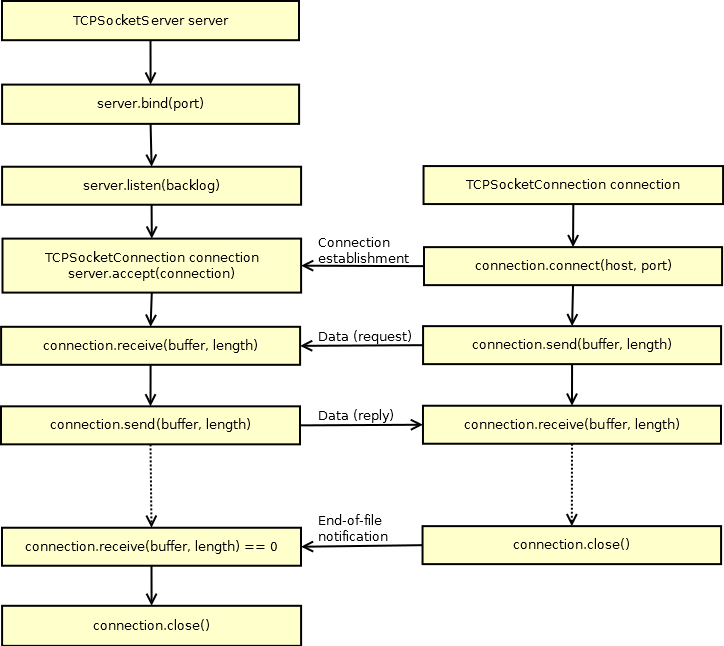 TCPSocketServer server
server.bind(port)
server.listen(backlog)
TCPSocketConnection connection
TCPSocketConnection connection
server.accept(connection)
Connection
establishment
connection.connect(host, port)
connection.receive(buffer, length)
Data (request)
connection.send(buffer, length)
connection.send(buffer, length)
Data (reply)
connection.receive(buffer, length)
connection.receive(buffer, length) == 0
End-of-file
notification
connection.close()
connection.close()